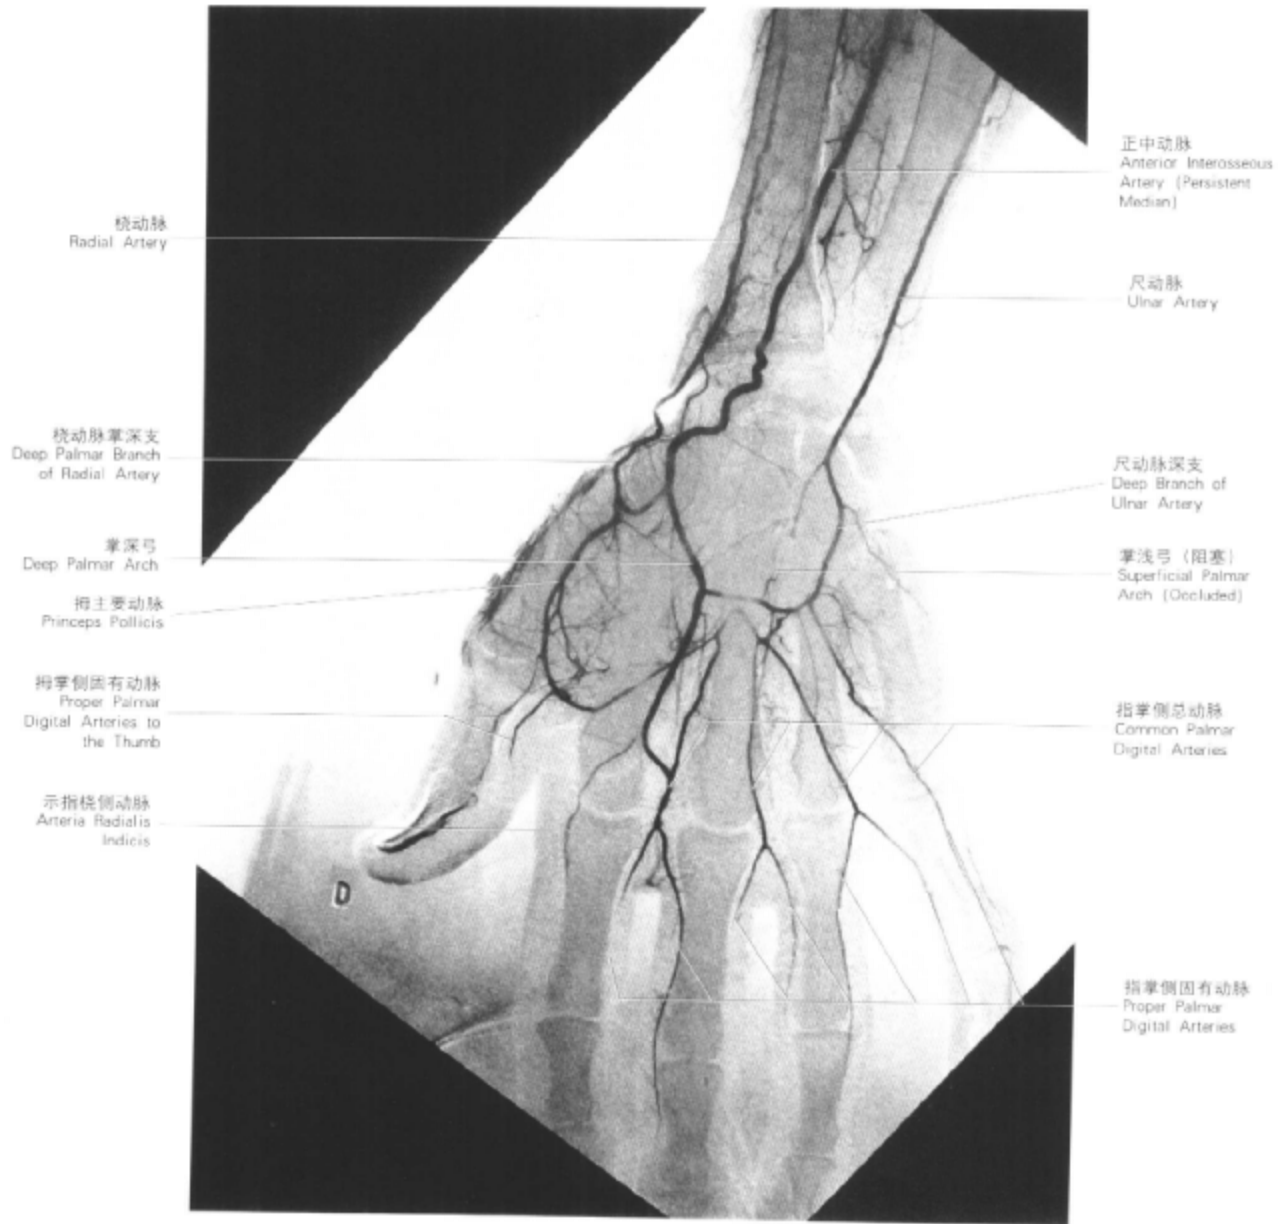 桡动脉
Radial Artery
桡动脉掌深支
Deep Palmar Branch
of Radial Artery
掌深弓
Deep Palmar Arch
拇主要动脉
Princeps Pollicis
拇掌侧固有动脉
Proper Palmar
Digital Arteries to
the Thumb
示指桡侧动脉
Arteria Radialis
Indicis
D
正中动脉
Anterior Interosseous
Artery (Persistent
Median)
尺动脉
Ulnar Artery
尺动脉深支
Deep Branch of
Ulnar Artery
掌浅弓（阻塞）
Superficial Palmar
Arch (Occluded)
指掌侧总动脉
Common Palmar
Digital Arteries
指掌侧固有动脉
Proper Palmar
Digital Arteries